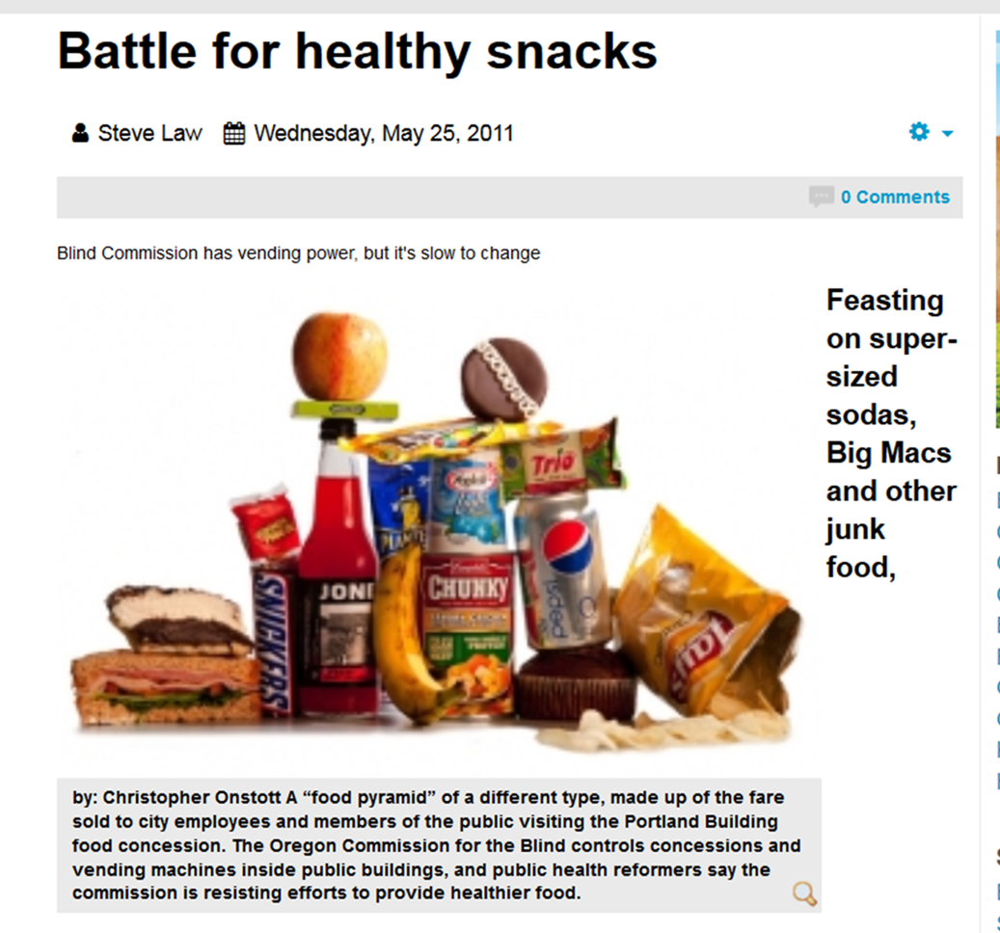 Battle for healthy snacks
Steve Law Wednesday, May 25, 2011
0 Comments
Blind Commission has vending power, but it's slow to change
Feasting
on super-
sized
sodas,
Big Macs
and other
junk
food,
Trio
PLANTERS
JONE
CHUNKY
SNICKERS
pepsi
Lay's
by: Christopher Onstott A “food pyramid” of a different type, made up of the fare
sold to city employees and members of the public visiting the Portland Building
food concession. The Oregon Commission for the Blind controls concessions and
vending machines inside public buildings, and public health reformers say the
commission is resisting efforts to provide healthier food.